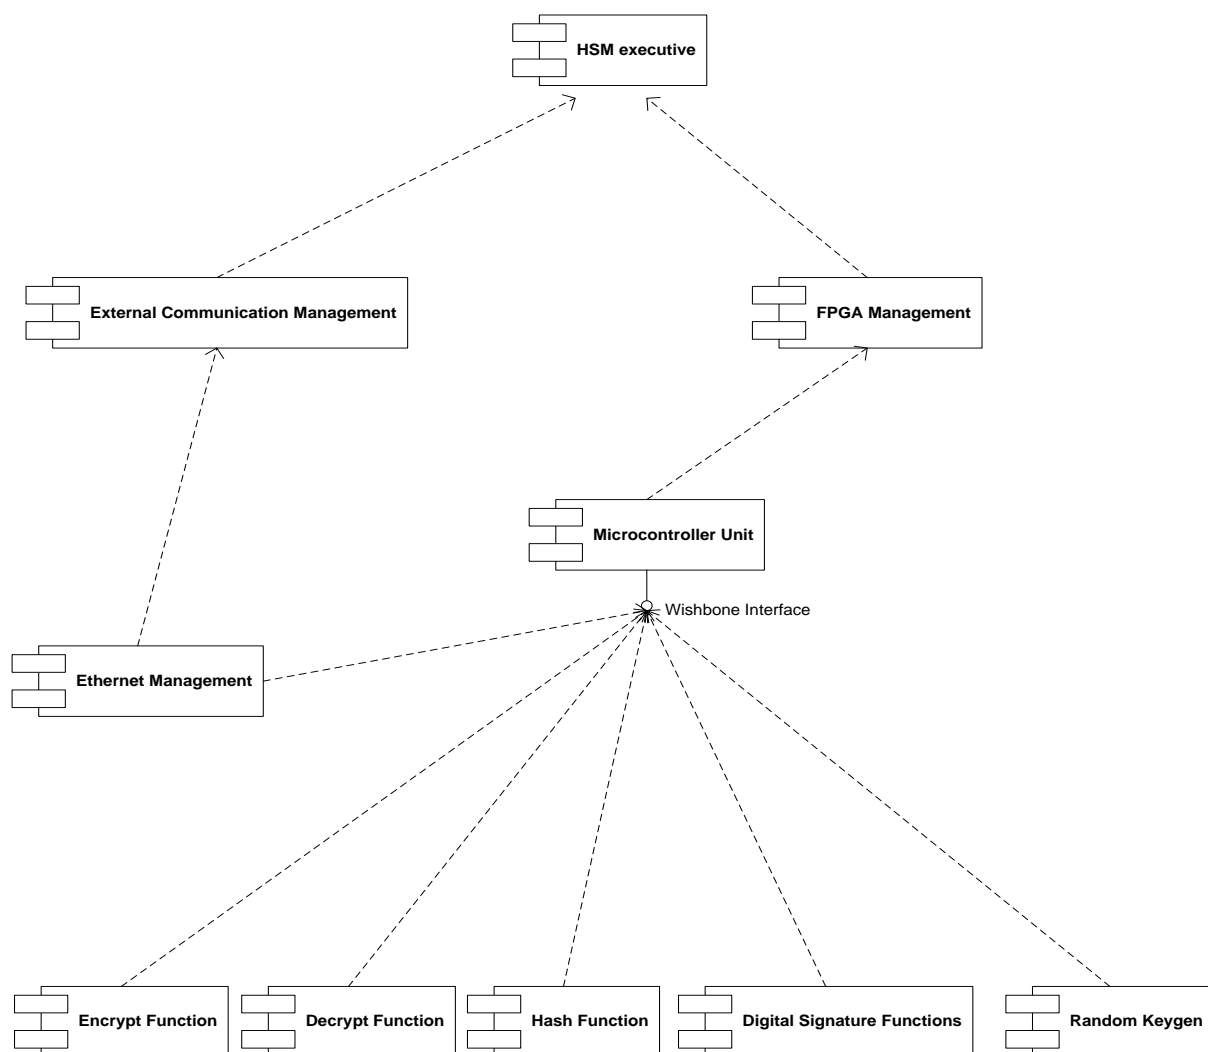 HSM executive
External Communication Management
FPGA Management
Microcontroller Unit
Wishbone Interface
Ethernet Management
Encrypt Function
Decrypt Function
Hash Function
Digital Signature Functions
Random Keygen